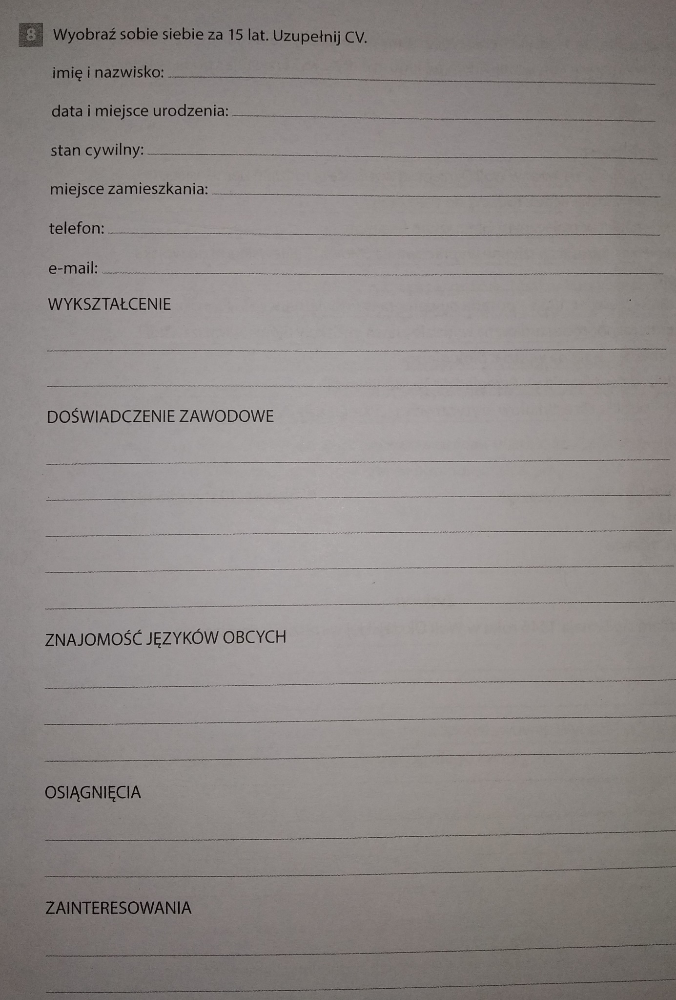 8 Wyobraź sobie siebie za 15 lat. Uzupełnij CV.
imię i nazwisko:
data i miejsce urodzenia:
stan cywilny:
miejsce zamieszkania:
telefon:
e-mail:
WYKSZTAŁCENIE
DOŚWIADCZENIE ZAWODOWE
ZNAJOMOŚĆ JĘZYKÓW OBCYCH
OSIĄGNIĘCIA
ZAINTERESOWANIA